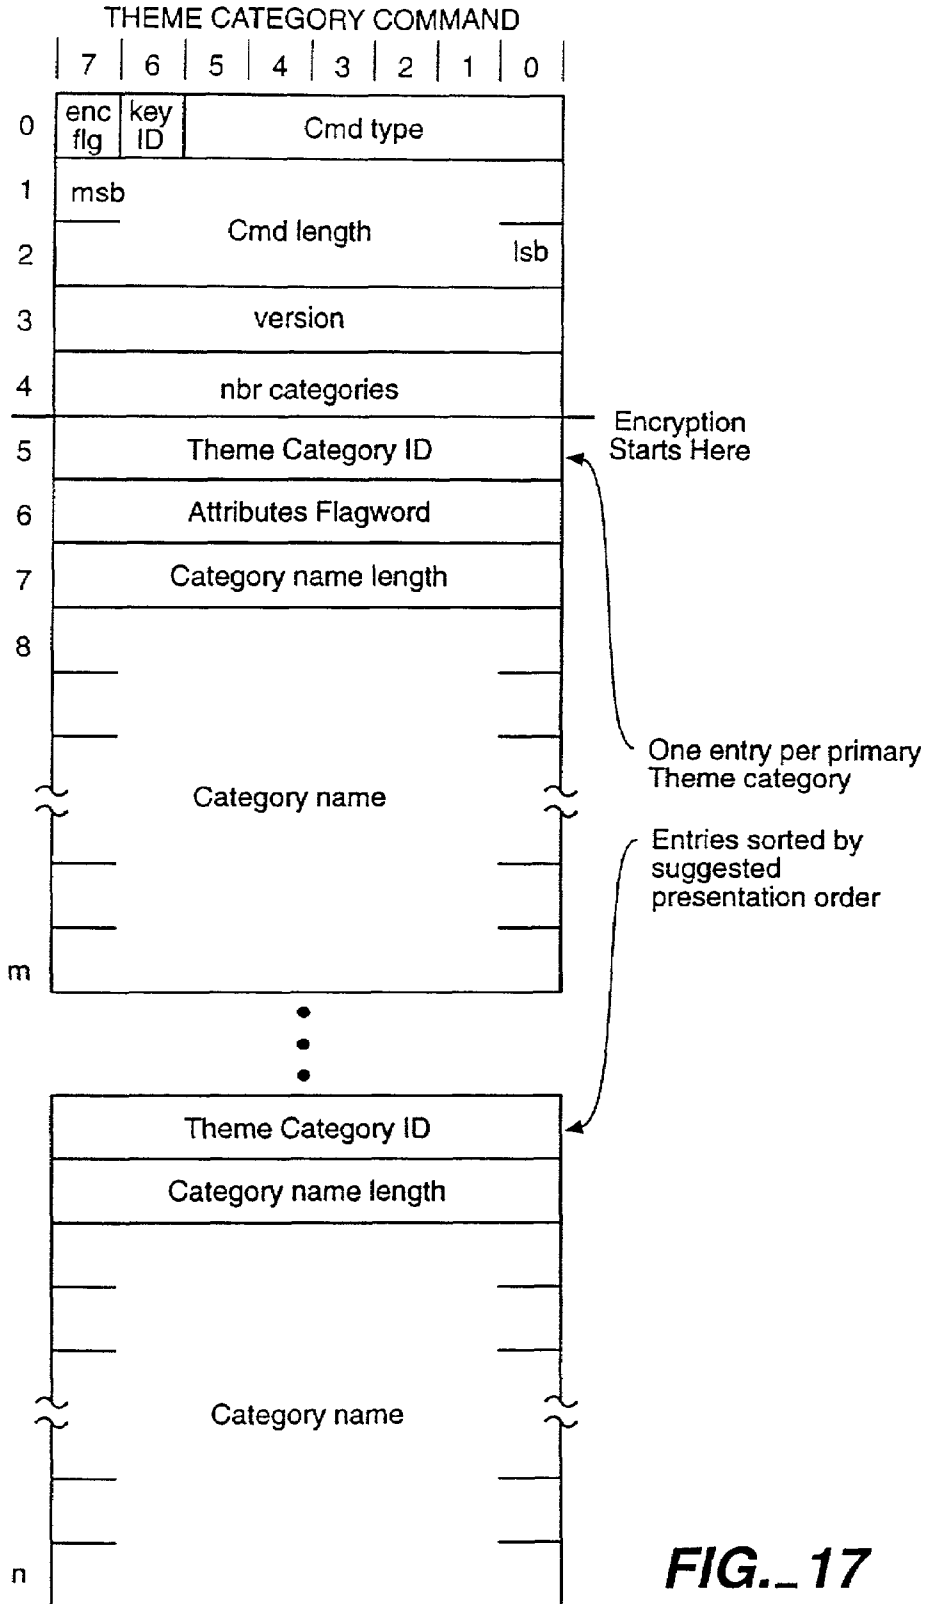 THEME CATEGORY COMMAND
7 6 5 4 3 2 1 0
0 enc flg key ID Cmd type
1 msb
Cmd length
2 lsb
3 version
4 nbr categories
Encryption
Starts Here
5 Theme Category ID
6 Attributes Flagword
7 Category name length
8
One entry per primary
Theme category
Category name
Entries sorted by
suggested
presentation order
m
Theme Category ID
Category name length
Category name
n
FIG._17